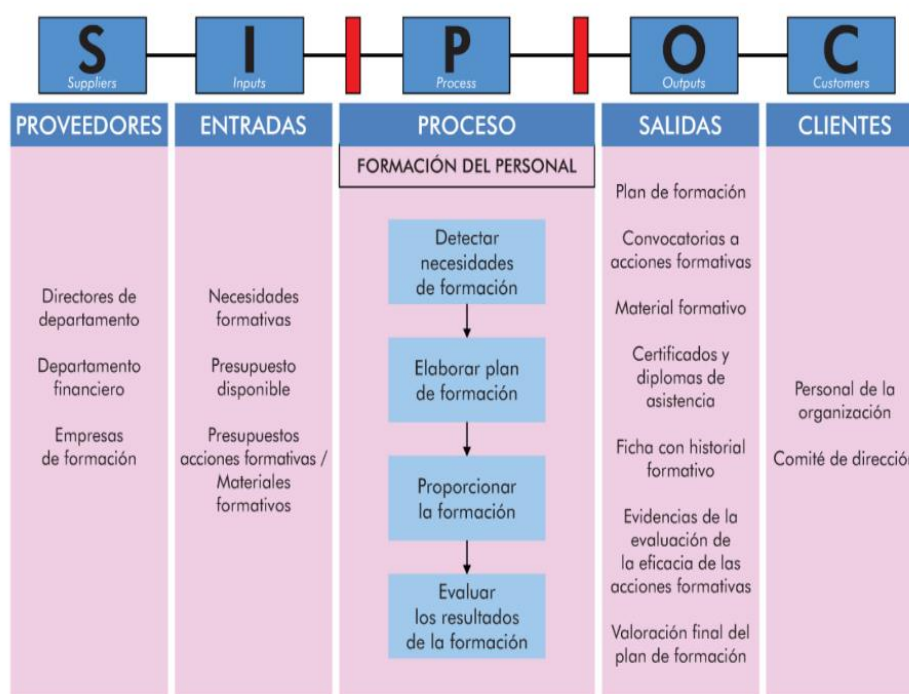 S
Suppliers
I
Inputs
P
Process
O
Outputs
C
Customers
PROVEEDORES
ENTRADAS
PROCESO
SALIDAS
CLIENTES
Directores de
departamento
Departamento
financiero
Empresas
de formación
Necesidades
formativas
Presupuesto
disponible
Presupuestos
acciones formativas /
Materiales
formativos
FORMACIÓN DEL PERSONAL
Detectar
necesidades
de formación
Elaborar plan
de formación
Proporcionar
la formación
Evaluar
los resultados
de la formación
Plan de formación
Convocatorias a
acciones formativas
Material formativo
Certificados y
diplomas de
asistencia
Ficha con historial
formativo
Evidencias de la
evaluación de
la eficacia de las
acciones formativas
Valoración final del
plan de formación
Personal de la
organización
Comité de dirección